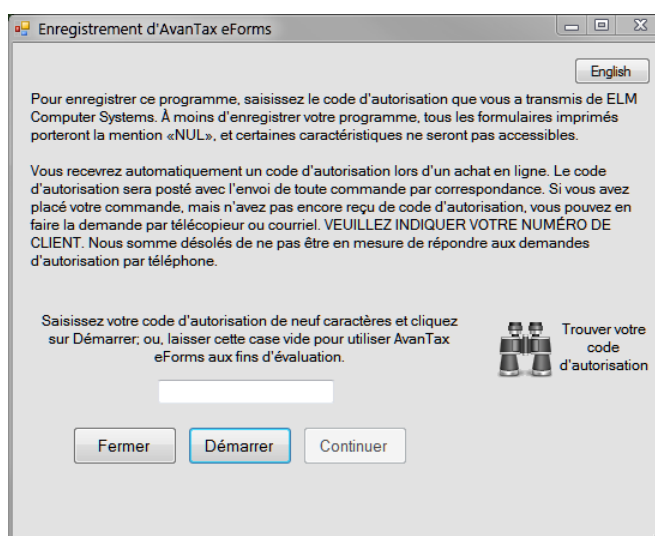 Enregistrement d'AvanTax eForms
English
Pour enregistrer ce programme, saisissez le code d'autorisation que vous a transmis de ELM
Computer Systems. À moins d'enregistrer votre programme, tous les formulaires imprimés
porteront la mention «NUL», et certaines caractéristiques ne seront pas accessibles.
Vous recevrez automatiquement un code d'autorisation lors d'un achat en ligne. Le code
d'autorisation sera posté avec l'envoi de toute commande par correspondance. Si vous avez
placé votre commande, mais n'avez pas encore reçu de code d'autorisation, vous pouvez en
faire la demande par télécopieur ou courriel. VEUILLEZ INDIQUER VOTRE NUMÉRO DE
CLIENT. Nous somme désolés de ne pas être en mesure de répondre aux demandes
d'autorisation par téléphone.
Saisissez votre code d'autorisation de neuf caractères et cliquez
sur Démarrer; ou, laisser cette case vide pour utiliser AvanTax
eForms aux fins d'évaluation.
Trouver votre
code
d'autorisation
Fermer
Démarrer
Continuer